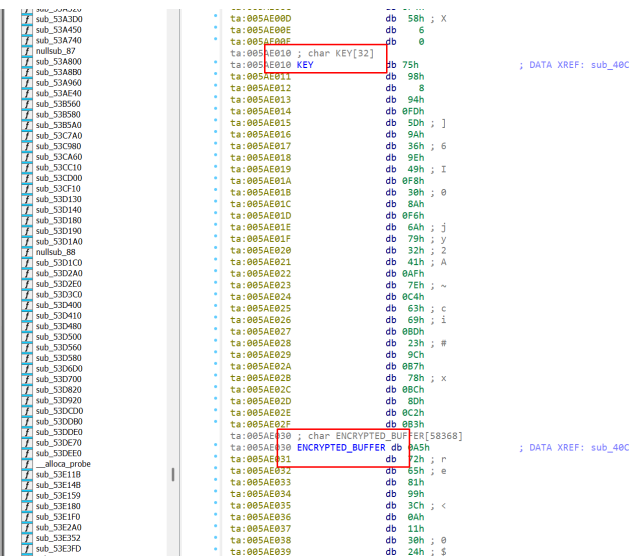 sub_53A3D0
sub_53A450
sub_53A740
nullsub_87
sub_53A800
sub_53A8B0
sub_53A960
sub_53AE40
sub_53B560
sub_53B580
sub_53B5A0
sub_53C7A0
sub_53C980
sub_53CA60
sub_53CC10
sub_53CD00
sub_53CF10
sub_53D130
sub_53D140
sub_53D180
sub_53D190
sub_53D1A0
nullsub_88
sub_53D1C0
sub_53D2A0
sub_53D2E0
sub_53D3C0
sub_53D400
sub_53D410
sub_53D480
sub_53D500
sub_53D560
sub_53D580
sub_53D6D0
sub_53D700
sub_53D820
sub_53D920
sub_53DCD0
sub_53DDB0
sub_53DDE0
sub_53DE70
sub_53DEE0
__alloca_probe
sub_53E11B
sub_53E14B
sub_53E159
sub_53E180
sub_53E1F0
sub_53E2A0
sub_53E352
sub_53E3FD
ta:005AE00D db 58h ; X
ta:005AE00E db 6
ta:005AE00F db 0
ta:005AE010 ; char KEY[32]
ta:005AE010 KEY db 75h ; DATA XREF: sub_40C
ta:005AE011 db 98h
ta:005AE012 db 8
ta:005AE013 db 94h
ta:005AE014 db 0FDh
ta:005AE015 db 5Dh ; ]
ta:005AE016 db 9Ah
ta:005AE017 db 36h ; 6
ta:005AE018 db 9Eh
ta:005AE019 db 49h ; I
ta:005AE01A db 0F8h
ta:005AE01B db 30h ; 0
ta:005AE01C db 8Ah
ta:005AE01D db 0F6h
ta:005AE01E db 6Ah ; j
ta:005AE01F db 79h ; y
ta:005AE020 db 32h ; 2
ta:005AE021 db 41h ; A
ta:005AE022 db 0AFh
ta:005AE023 db 7Eh ; ~
ta:005AE024 db 0C4h
ta:005AE025 db 63h ; c
ta:005AE026 db 69h ; i
ta:005AE027 db 0BDh
ta:005AE028 db 23h ; #
ta:005AE029 db 9Ch
ta:005AE02A db 0B7h
ta:005AE02B db 78h ; x
ta:005AE02C db 0BCh
ta:005AE02D db 8Dh
ta:005AE02E db 0C2h
ta:005AE02F db 0B3h
ta:005AE030 ; char ENCRYPTED_BUFFER[58368]
ta:005AE030 ENCRYPTED_BUFFER db 0A5h ; DATA XREF: sub_40C
ta:005AE031 db 72h ; r
ta:005AE032 db 65h ; e
ta:005AE033 db 81h
ta:005AE034 db 99h
ta:005AE035 db 3Ch ; <
ta:005AE036 db 0Ah
ta:005AE037 db 11h
ta:005AE038 db 30h ; 0
ta:005AE039 db 24h ; $